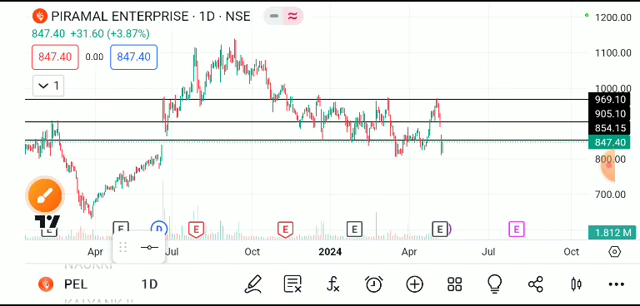 PIRAMAL ENTERPRISE · 1D · NSE
847.40 +31.60 (+3.87%)
847.40 0.00 847.40
1
1200.00
1100.00
1000.00
969.10
905.10
854.15
847.40
800.00
700.00
1.812 M
E E D E E E E E
Apr Jul Oct 2024 Apr Jul Oct
PEL 1D